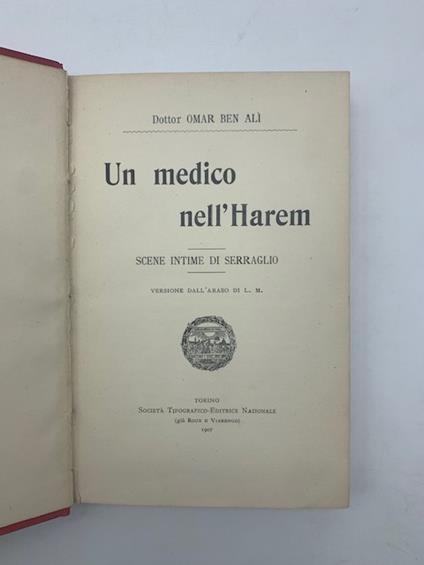 Dottor OMAR BEN ALÌ
Un medico
nell'Harem
SCENE INTIME DI SERRAGLIO
VERSIONE DALL'ARABO DI L. M.
TORINO
SOCIETÀ TIPOGRAFICO-EDITRICE NAZIONALE
(già ROUX E VIARENGO)
1907